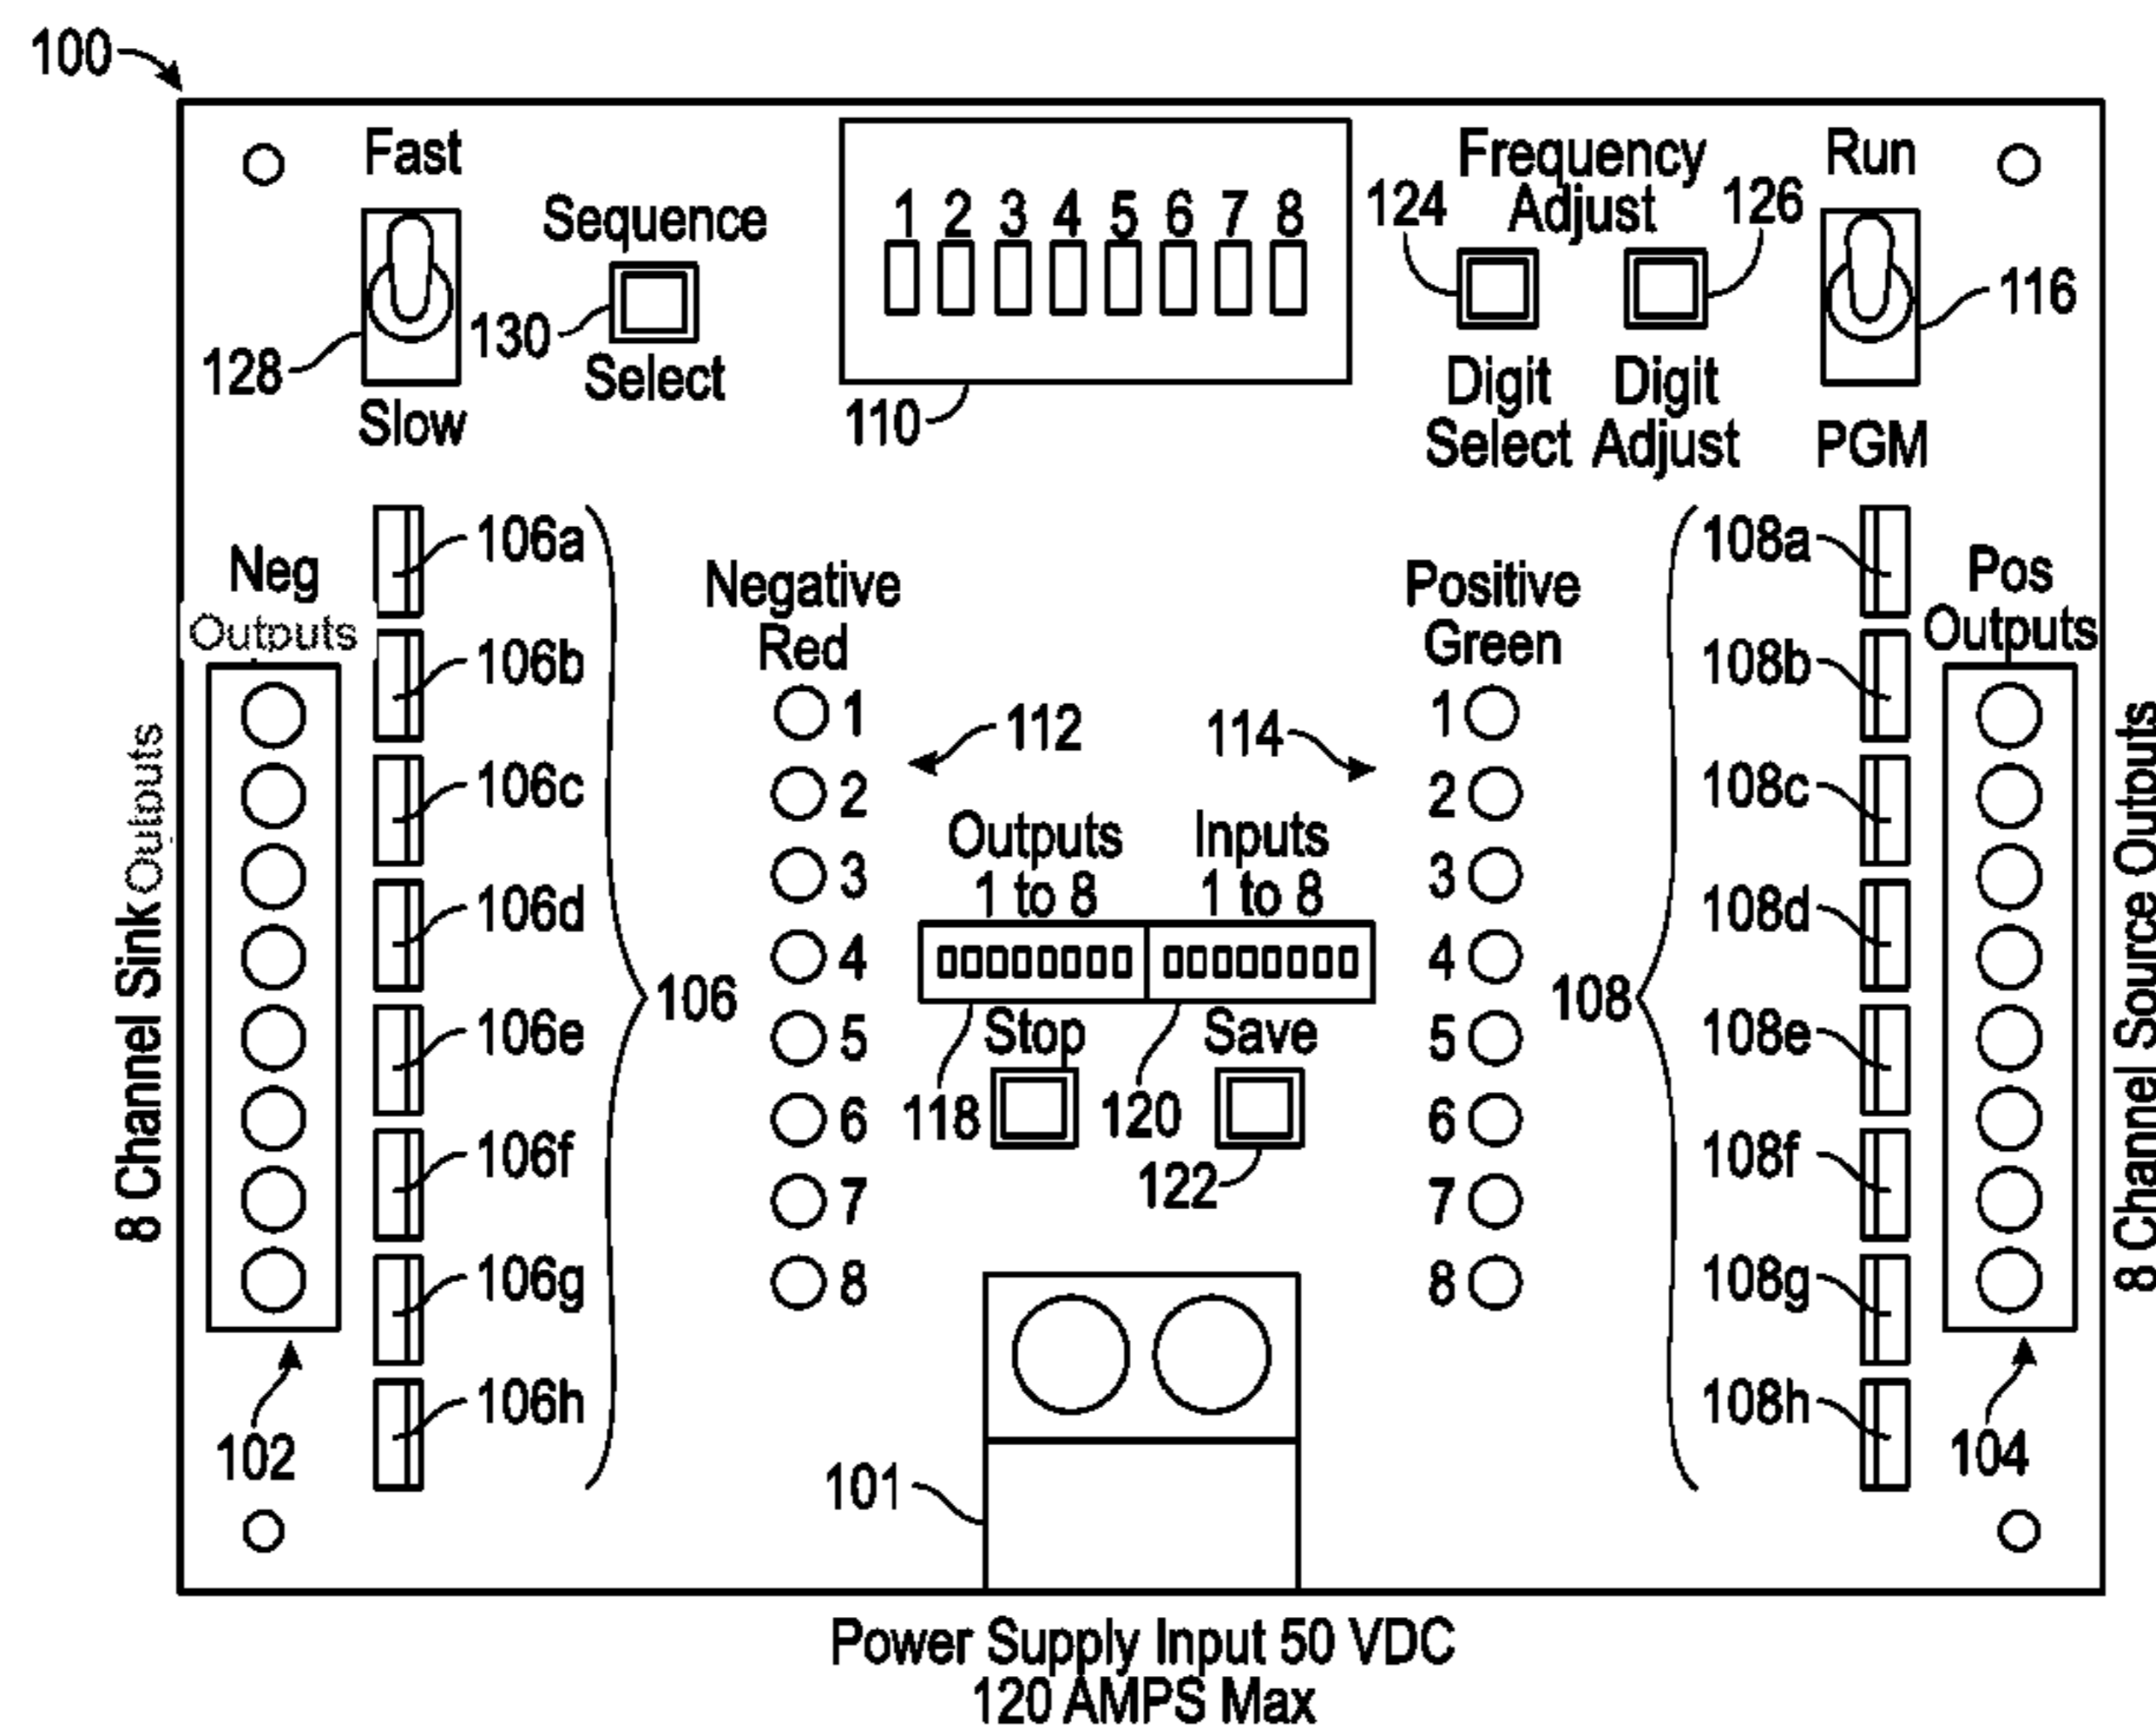 100
Fast
Slow
128
Sequence
Select
130
1 2 3 4 5 6 7 8
110
Frequency
Adjust
124
126
Digit
Select
Digit
Adjust
Run
PGM
116
Neg
Outputs
8 Channel Sink Outputs
102
106a
106b
106c
106d
106e
106f
106g
106h
106
Negative
Red
1
2
3
4
5
6
7
8
112
114
Outputs
1 to 8
Inputs
1 to 8
Stop
Save
118
120
122
Positive
Green
1
2
3
4
5
6
7
8
108
108a
108b
108c
108d
108e
108f
108g
108h
Pos
Outputs
8 Channel Source Outputs
104
101
Power Supply Input 50 VDC
120 AMPS Max